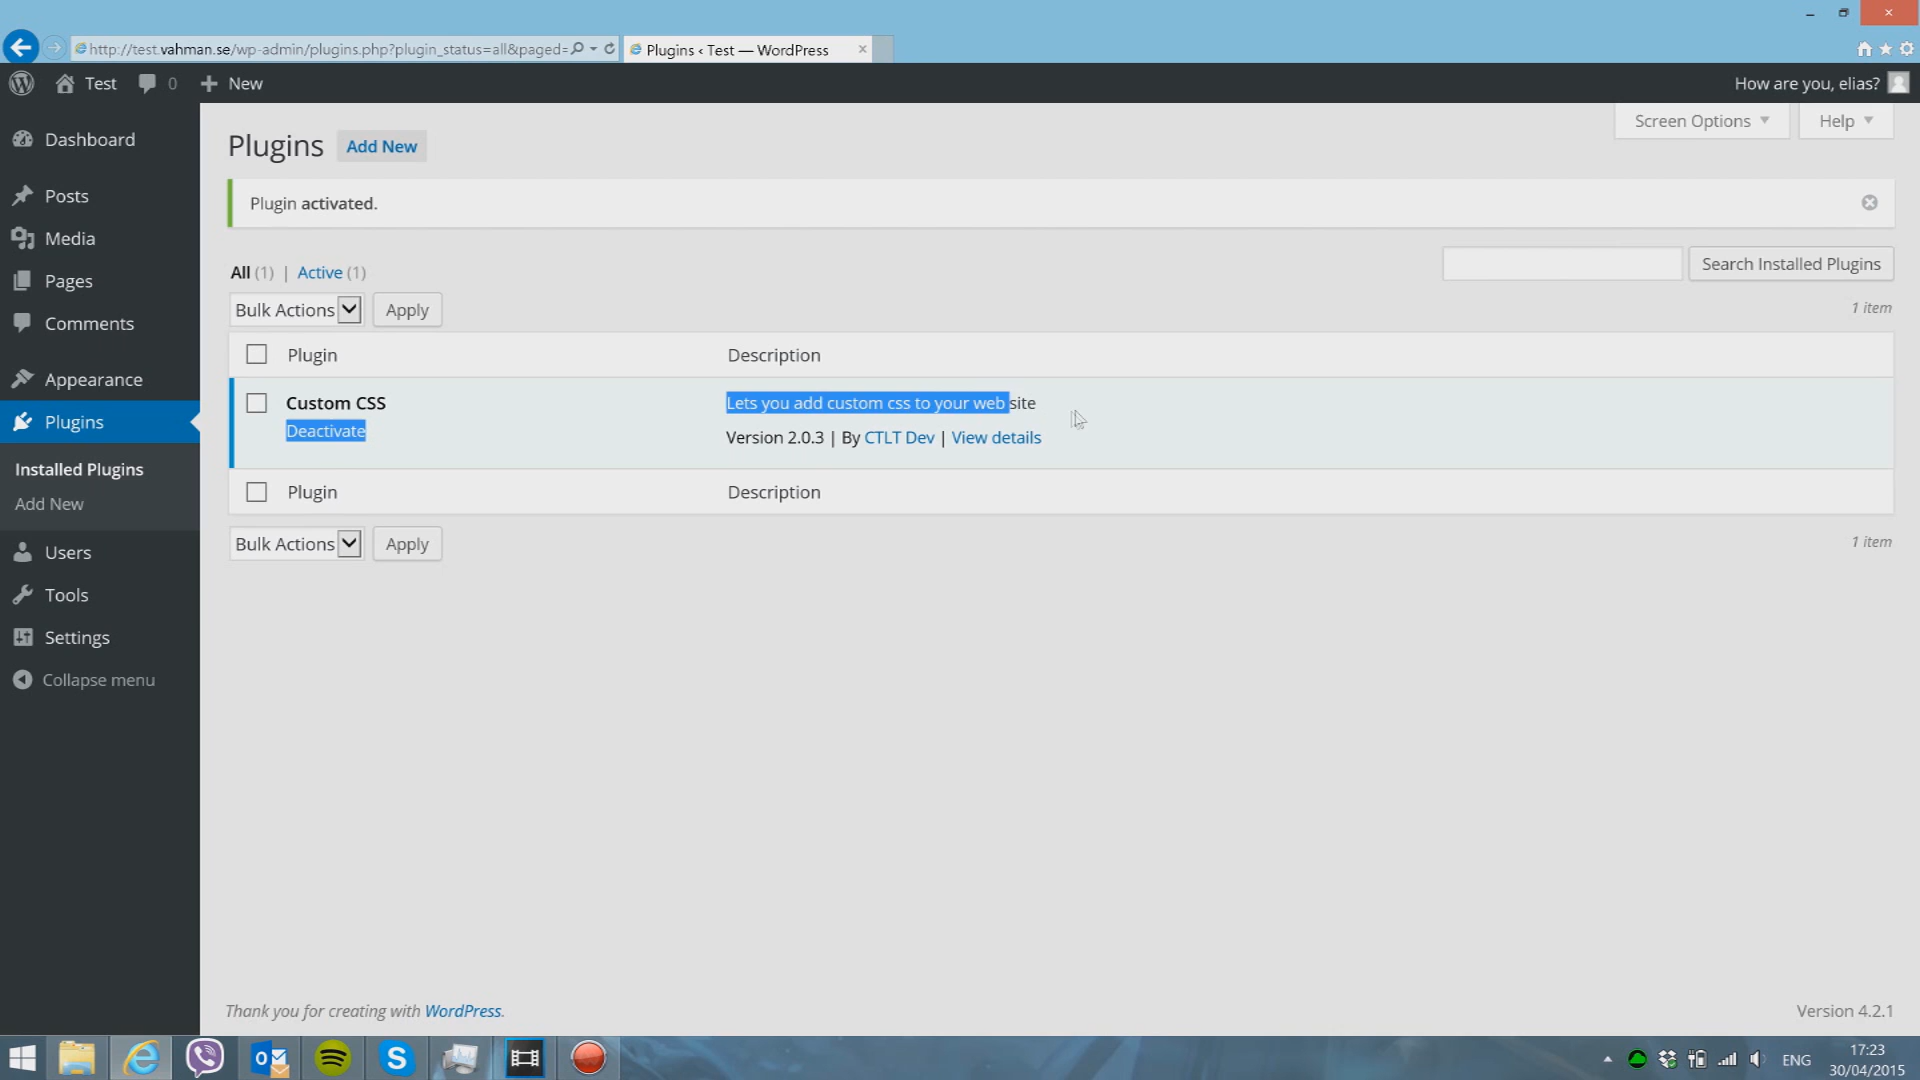 http://test.vahman.se/wp-admin/plugins.php?plugin_status=all&paged=
Plugins ‹ Test — WordPress
Test
0
New
How are you, elias?
Dashboard
Posts
Media
Pages
Comments
Appearance
Plugins
Installed Plugins
Add New
Users
Tools
Settings
Collapse menu
Plugins
Add New
Screen Options
Help
Plugin activated.
All (1) | Active (1)
Search Installed Plugins
Bulk Actions
Apply
1 item
Plugin
Description
Custom CSS
Lets you add custom css to your web site
Deactivate
Version 2.0.3 | By CTLT Dev | View details
Plugin
Description
Bulk Actions
Apply
1 item
Thank you for creating with WordPress.
Version 4.2.1
ENG
17:23
30/04/2015